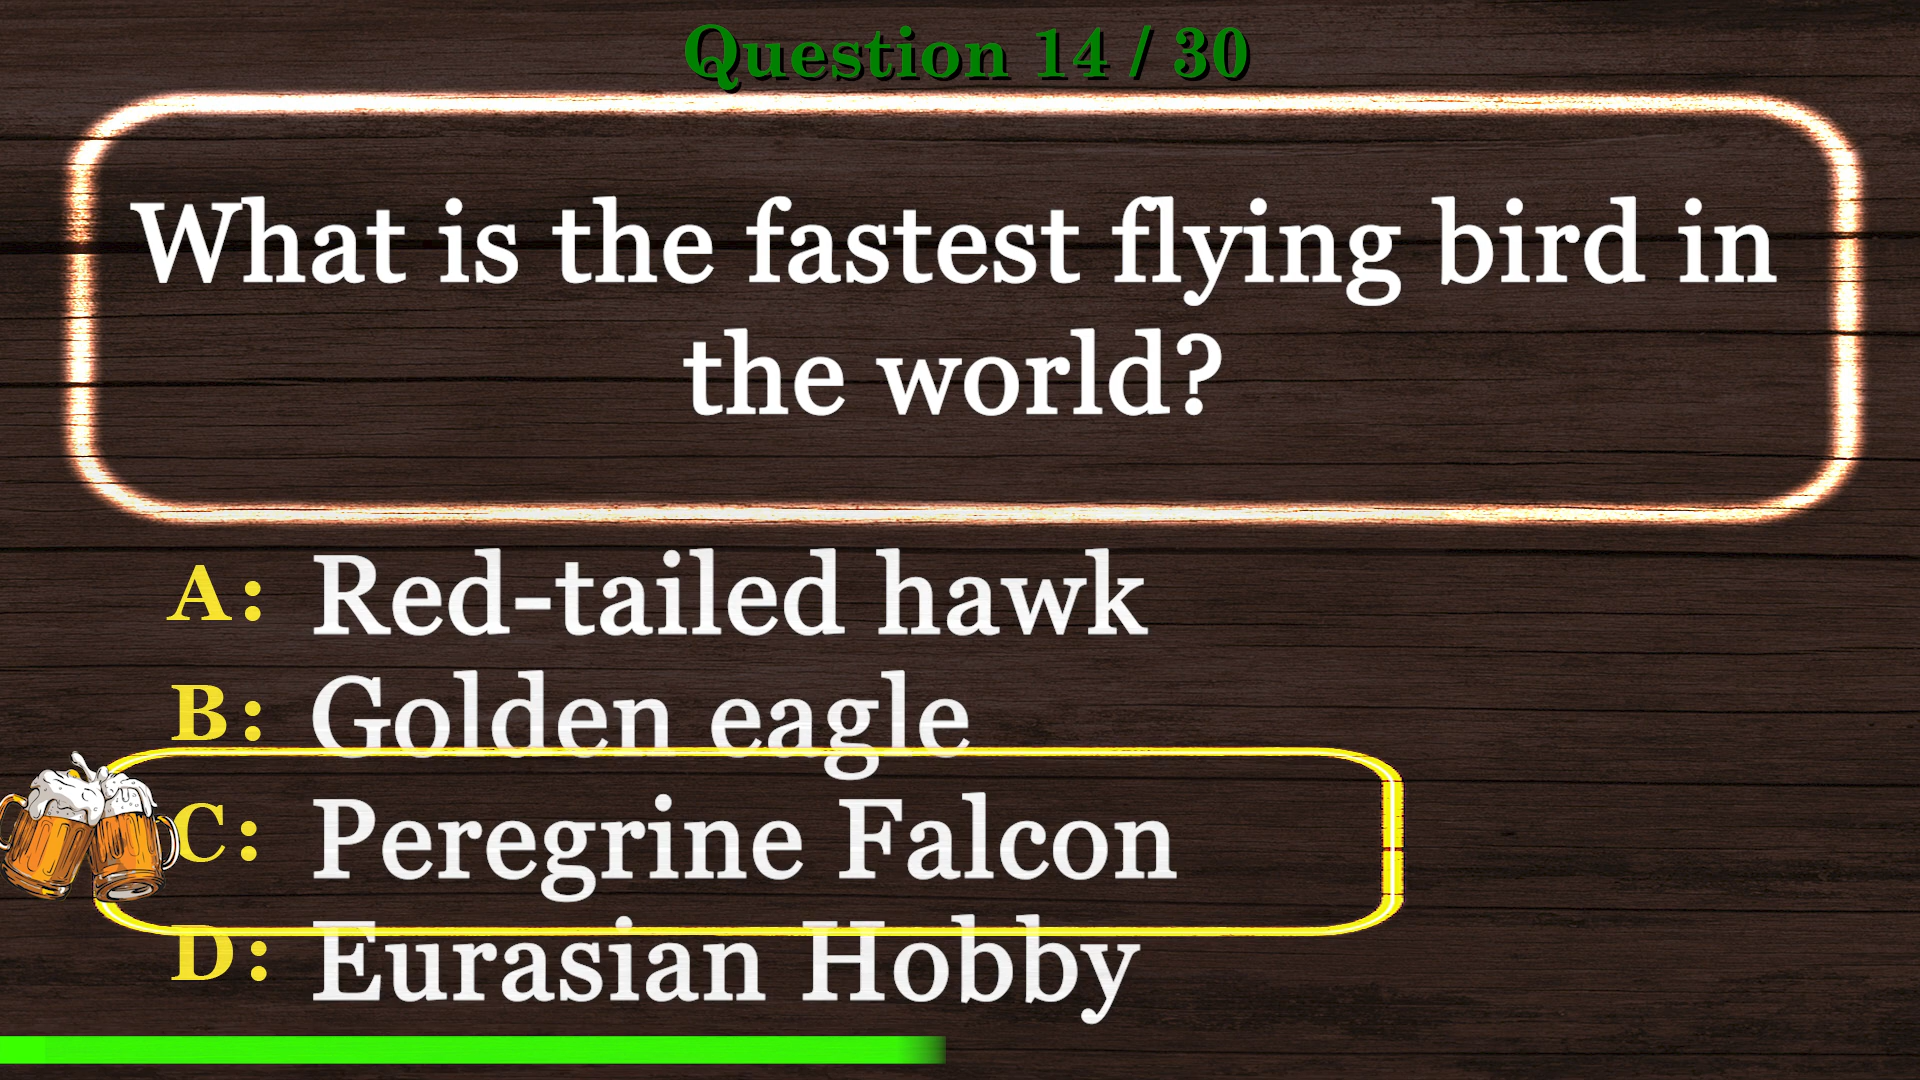 Question 14 / 30
What is the fastest flying bird in
the world?
A: Red-tailed hawk
B: Golden eagle
C: Peregrine Falcon
D: Eurasian Hobby